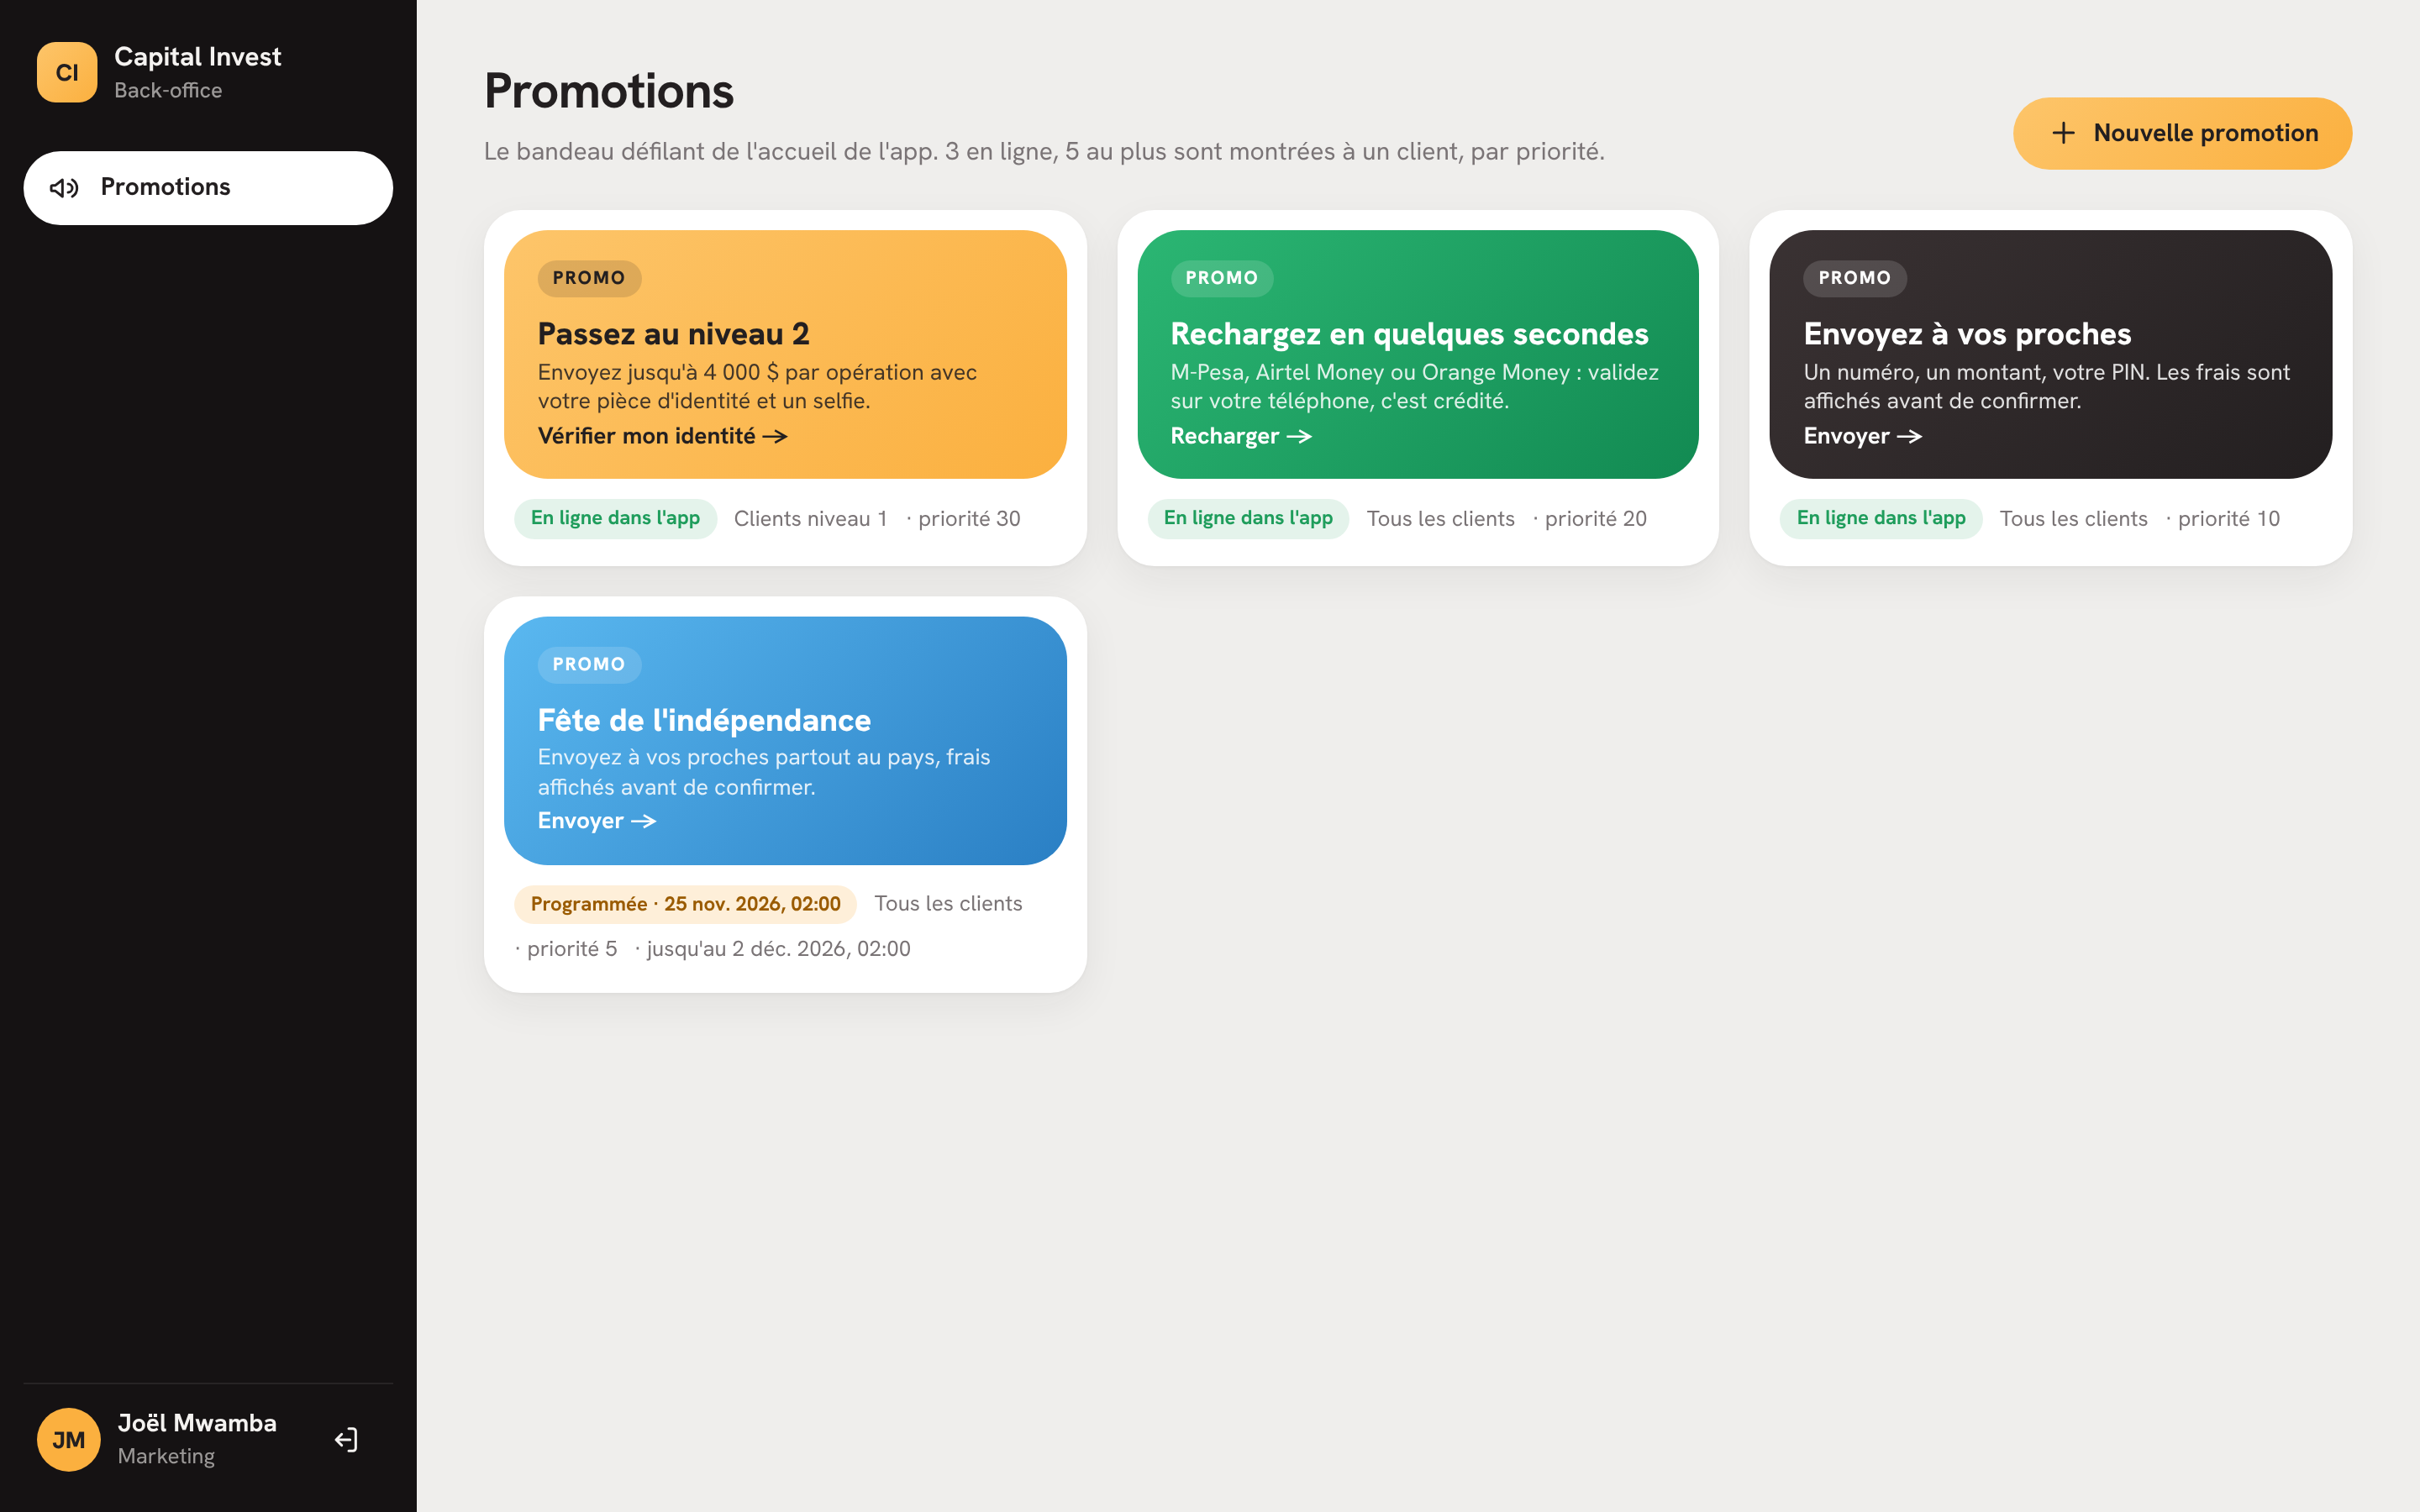 CI
Capital Invest
Back-office
Promotions
Promotions
Le bandeau défilant de l'accueil de l'app. 3 en ligne, 5 au plus sont montrées à un client, par priorité.
Nouvelle promotion
PROMO
Passez au niveau 2
Envoyez jusqu'à 4 000 $ par opération avec
votre pièce d'identité et un selfie.
Vérifier mon identité →
En ligne dans l'app Clients niveau 1 · priorité 30
PROMO
Rechargez en quelques secondes
M-Pesa, Airtel Money ou Orange Money : validez
sur votre téléphone, c'est crédité.
Recharger →
En ligne dans l'app Tous les clients · priorité 20
PROMO
Envoyez à vos proches
Un numéro, un montant, votre PIN. Les frais sont
affichés avant de confirmer.
Envoyer →
En ligne dans l'app Tous les clients · priorité 10
PROMO
Fête de l'indépendance
Envoyez à vos proches partout au pays, frais
affichés avant de confirmer.
Envoyer →
Programmée · 25 nov. 2026, 02:00 Tous les clients
· priorité 5 · jusqu'au 2 déc. 2026, 02:00
JM
Joël Mwamba
Marketing